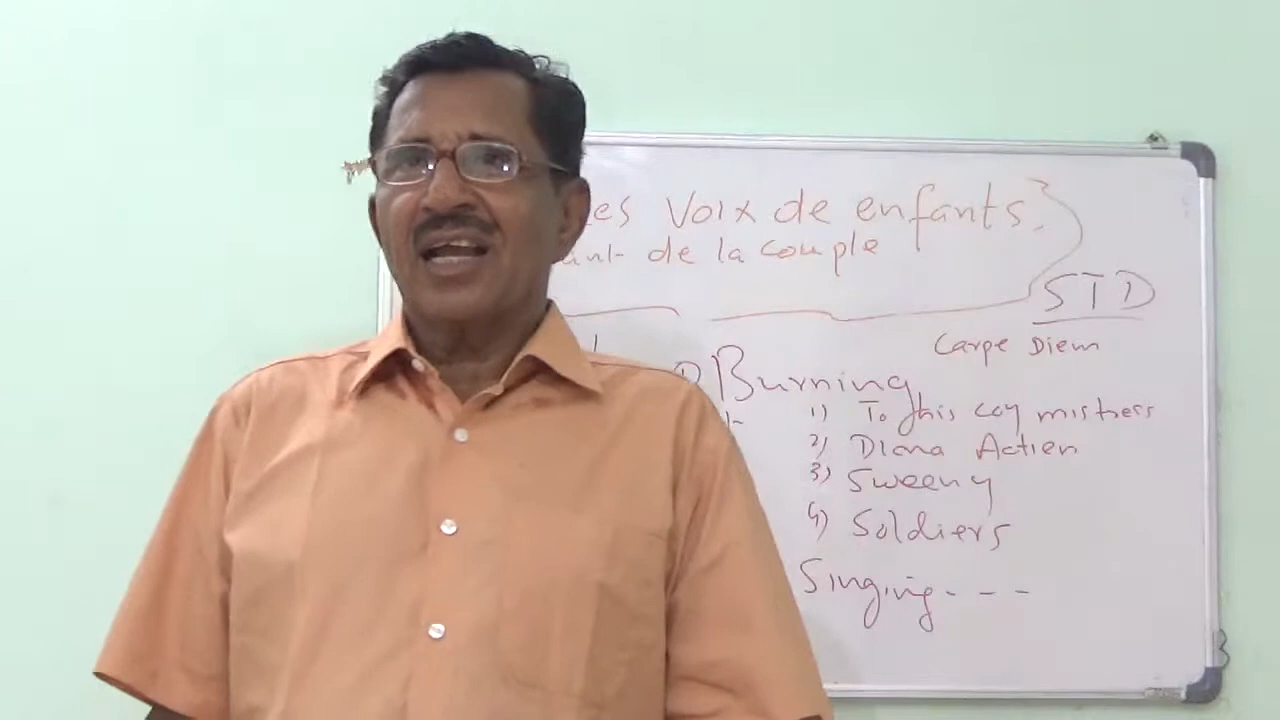 Voix de enfants,
de la couple
STD
Carpe Diem
Burning
1) To this coy mistress
2) Diana Actien
3) Sweeny
4) Soldiers
Singing - - -